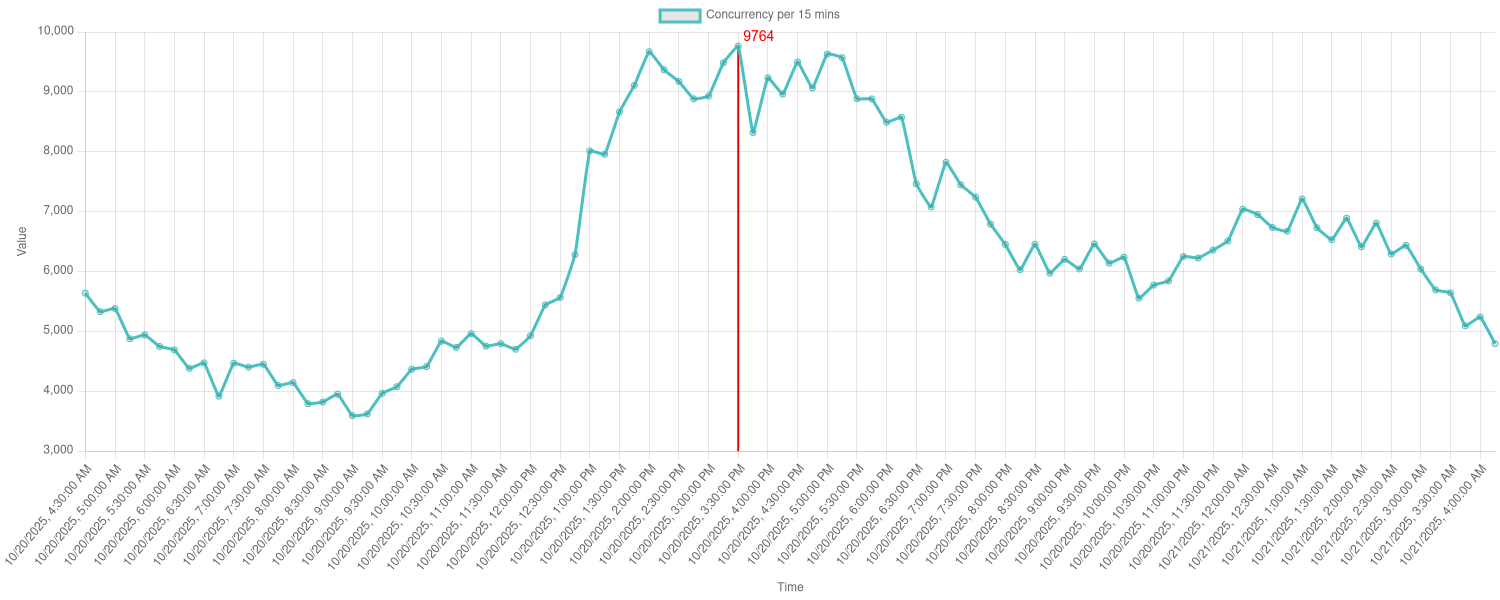 Concurrency per 15 mins
9764
10,000
9,000
8,000
7,000
6,000
5,000
4,000
3,000
Value
10/20/2025, 4:30:00 AM
10/20/2025, 5:00:00 AM
10/20/2025, 5:30:00 AM
10/20/2025, 6:00:00 AM
10/20/2025, 6:30:00 AM
10/20/2025, 7:00:00 AM
10/20/2025, 7:30:00 AM
10/20/2025, 8:00:00 AM
10/20/2025, 8:30:00 AM
10/20/2025, 9:00:00 AM
10/20/2025, 9:30:00 AM
10/20/2025, 10:00:00 AM
10/20/2025, 10:30:00 AM
10/20/2025, 11:00:00 AM
10/20/2025, 11:30:00 AM
10/20/2025, 12:00:00 PM
10/20/2025, 12:30:00 PM
10/20/2025, 1:00:00 PM
10/20/2025, 1:30:00 PM
10/20/2025, 2:00:00 PM
10/20/2025, 2:30:00 PM
10/20/2025, 3:00:00 PM
10/20/2025, 3:30:00 PM
10/20/2025, 4:00:00 PM
10/20/2025, 4:30:00 PM
10/20/2025, 5:00:00 PM
10/20/2025, 5:30:00 PM
10/20/2025, 6:00:00 PM
10/20/2025, 6:30:00 PM
10/20/2025, 7:00:00 PM
10/20/2025, 7:30:00 PM
10/20/2025, 8:00:00 PM
10/20/2025, 8:30:00 PM
10/20/2025, 9:00:00 PM
10/20/2025, 9:30:00 PM
10/20/2025, 10:00:00 PM
10/20/2025, 10:30:00 PM
10/20/2025, 11:00:00 PM
10/20/2025, 11:30:00 PM
10/21/2025, 12:00:00 AM
10/21/2025, 12:30:00 AM
10/21/2025, 1:00:00 AM
10/21/2025, 1:30:00 AM
10/21/2025, 2:00:00 AM
10/21/2025, 2:30:00 AM
10/21/2025, 3:00:00 AM
10/21/2025, 3:30:00 AM
10/21/2025, 4:00:00 AM
Time